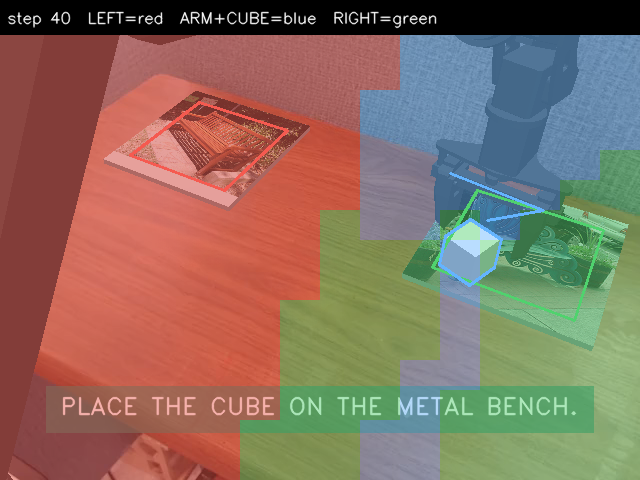 step 40 LEFT=red ARM+CUBE=blue RIGHT=green
PLACE THE CUBE ON THE METAL BENCH.